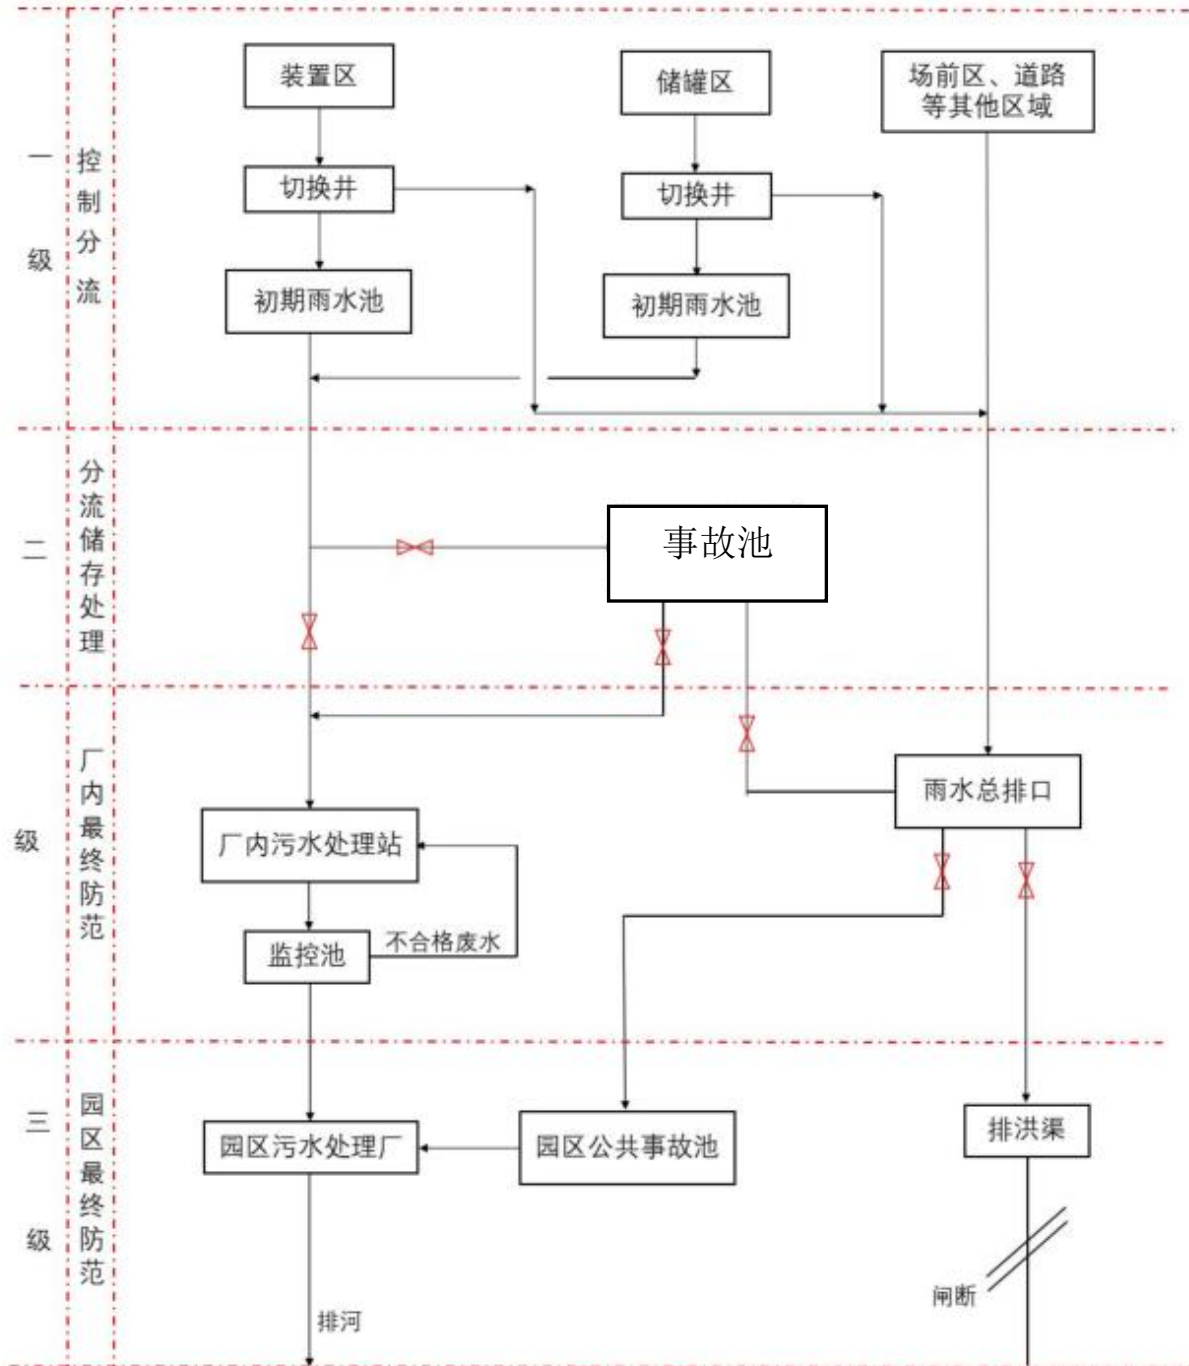 一级
控制分流
装置区
储罐区
场前区、道路
等其他区域
切换井
切换井
初期雨水池
初期雨水池
二级
分流储存处理
事故池
厂内最终防范
雨水总排口
厂内污水处理站
监控池
不合格废水
三级
园区最终防范
园区污水处理厂
园区公共事故池
排洪渠
闸断
排河